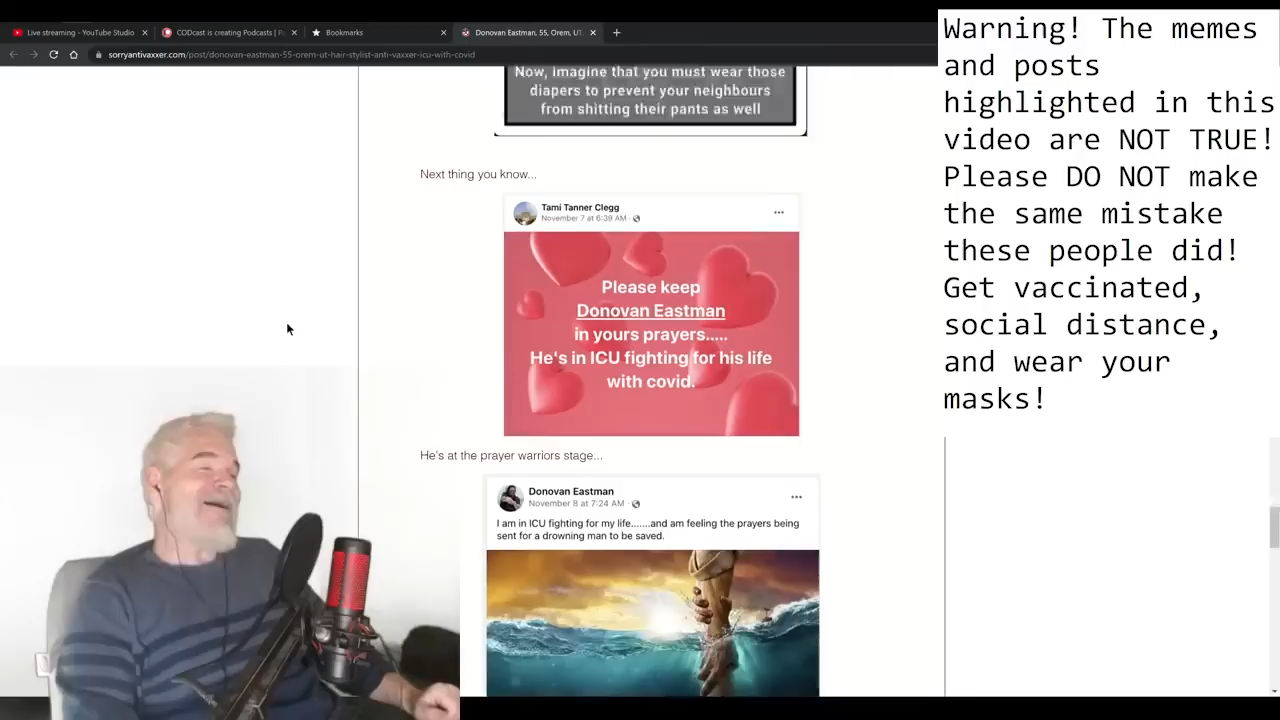 Live streaming - YouTube Studio
CODcast is creating Podcasts | P
Bookmarks
Donovan Eastman, 55, Orem, UT,
sorryantivaxxer.com/post/donovan-eastman-55-orem-ut-hair-stylist-anti-vaxxer-icu-with-covid
Now, imagine that you must wear those
diapers to prevent your neighbours
from shitting their pants as well
Next thing you know...
Tami Tanner Clegg
November 7 at 6:39 AM ·
Please keep
Donovan Eastman
in yours prayers.....
He's in ICU fighting for his life
with covid.
He's at the prayer warriors stage...
Donovan Eastman
November 8 at 7:24 AM ·
I am in ICU fighting for my life.......and am feeling the prayers being
sent for a drowning man to be saved.
Warning! The memes
and posts
highlighted in this
video are NOT TRUE!
Please DO NOT make
the same mistake
these people did!
Get vaccinated,
social distance,
and wear your
masks!